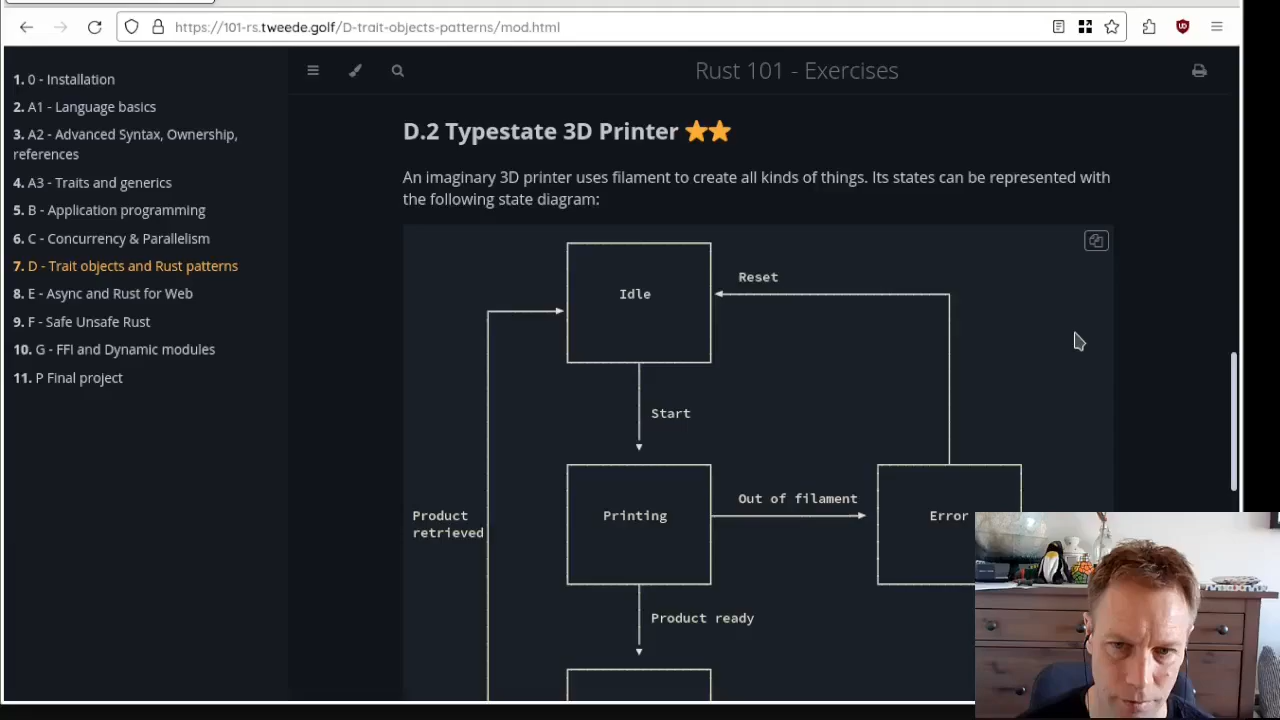 https://101-rs.tweede.golf/D-trait-objects-patterns/mod.html
1. 0 - Installation
2. A1 - Language basics
3. A2 - Advanced Syntax, Ownership,
references
4. A3 - Traits and generics
5. B - Application programming
6. C - Concurrency & Parallelism
7. D - Trait objects and Rust patterns
8. E - Async and Rust for Web
9. F - Safe Unsafe Rust
10. G - FFI and Dynamic modules
11. P Final project
Rust 101 - Exercises
D.2 Typestate 3D Printer ⭐⭐
An imaginary 3D printer uses filament to create all kinds of things. Its states can be represented with
the following state diagram:
Idle
Reset
Start
Printing
Out of filament
Error
Product
retrieved
Product ready